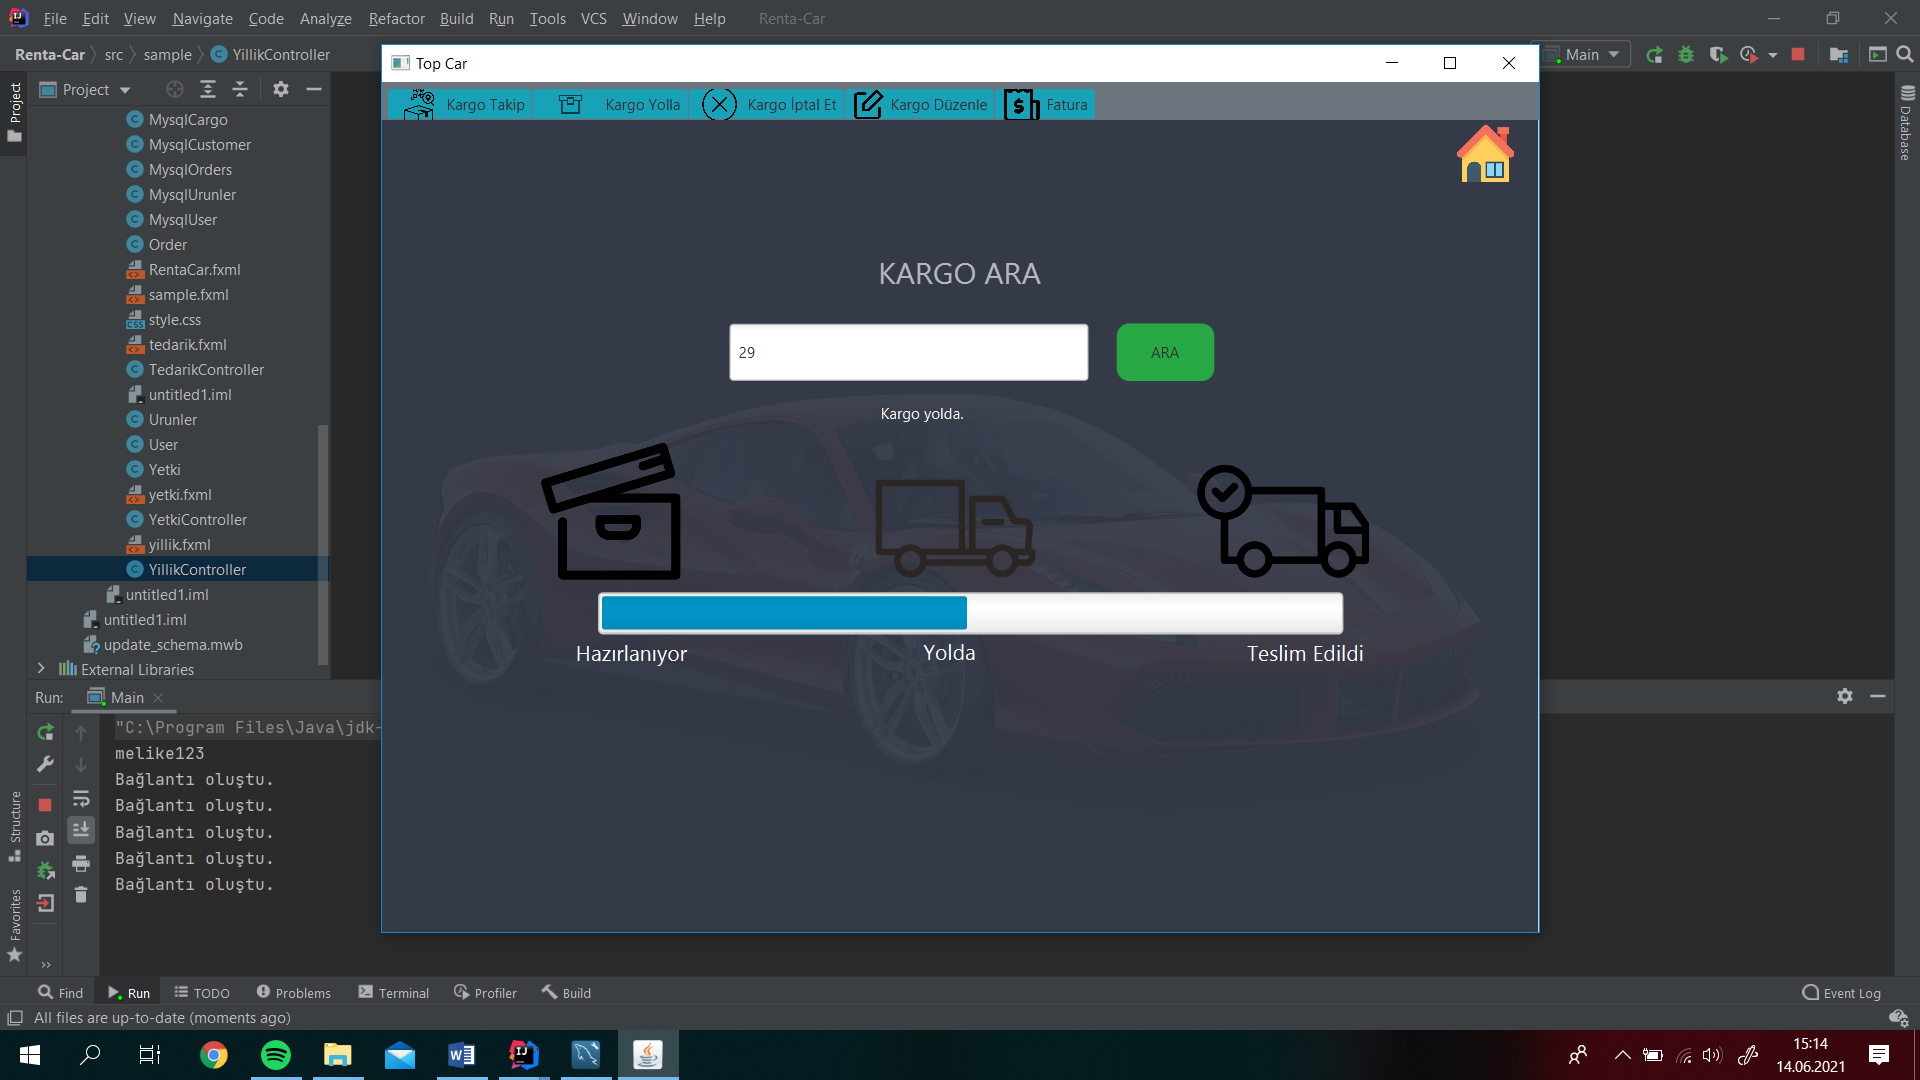 File Edit View Navigate Code Analyze Refactor Build Run Tools VCS Window Help Renta-Car
Renta-Car src sample YillikController
Main
Project
Project
MysqlCargo
MysqlCustomer
MysqlOrders
MysqlUrunler
MysqlUser
Order
RentaCar.fxml
sample.fxml
style.css
tedarik.fxml
TedarikController
untitled1.iml
Urunler
User
Yetki
yetki.fxml
YetkiController
yillik.fxml
YillikController
untitled1.iml
untitled1.iml
update_schema.mwb
External Libraries
Database
Top Car
Kargo Takip Kargo Yolla Kargo İptal Et Kargo Düzenle Fatura
KARGO ARA
29 ARA
Kargo yolda.
Hazırlanıyor Yolda Teslim Edildi
Run: Main
"C:\Program Files\Java\jdk-
melike123
Bağlantı oluştu.
Bağlantı oluştu.
Bağlantı oluştu.
Bağlantı oluştu.
Bağlantı oluştu.
Structure
Favorites
Find Run TODO Problems Terminal Profiler Build Event Log
All files are up-to-date (moments ago)
15:14
14.06.2021